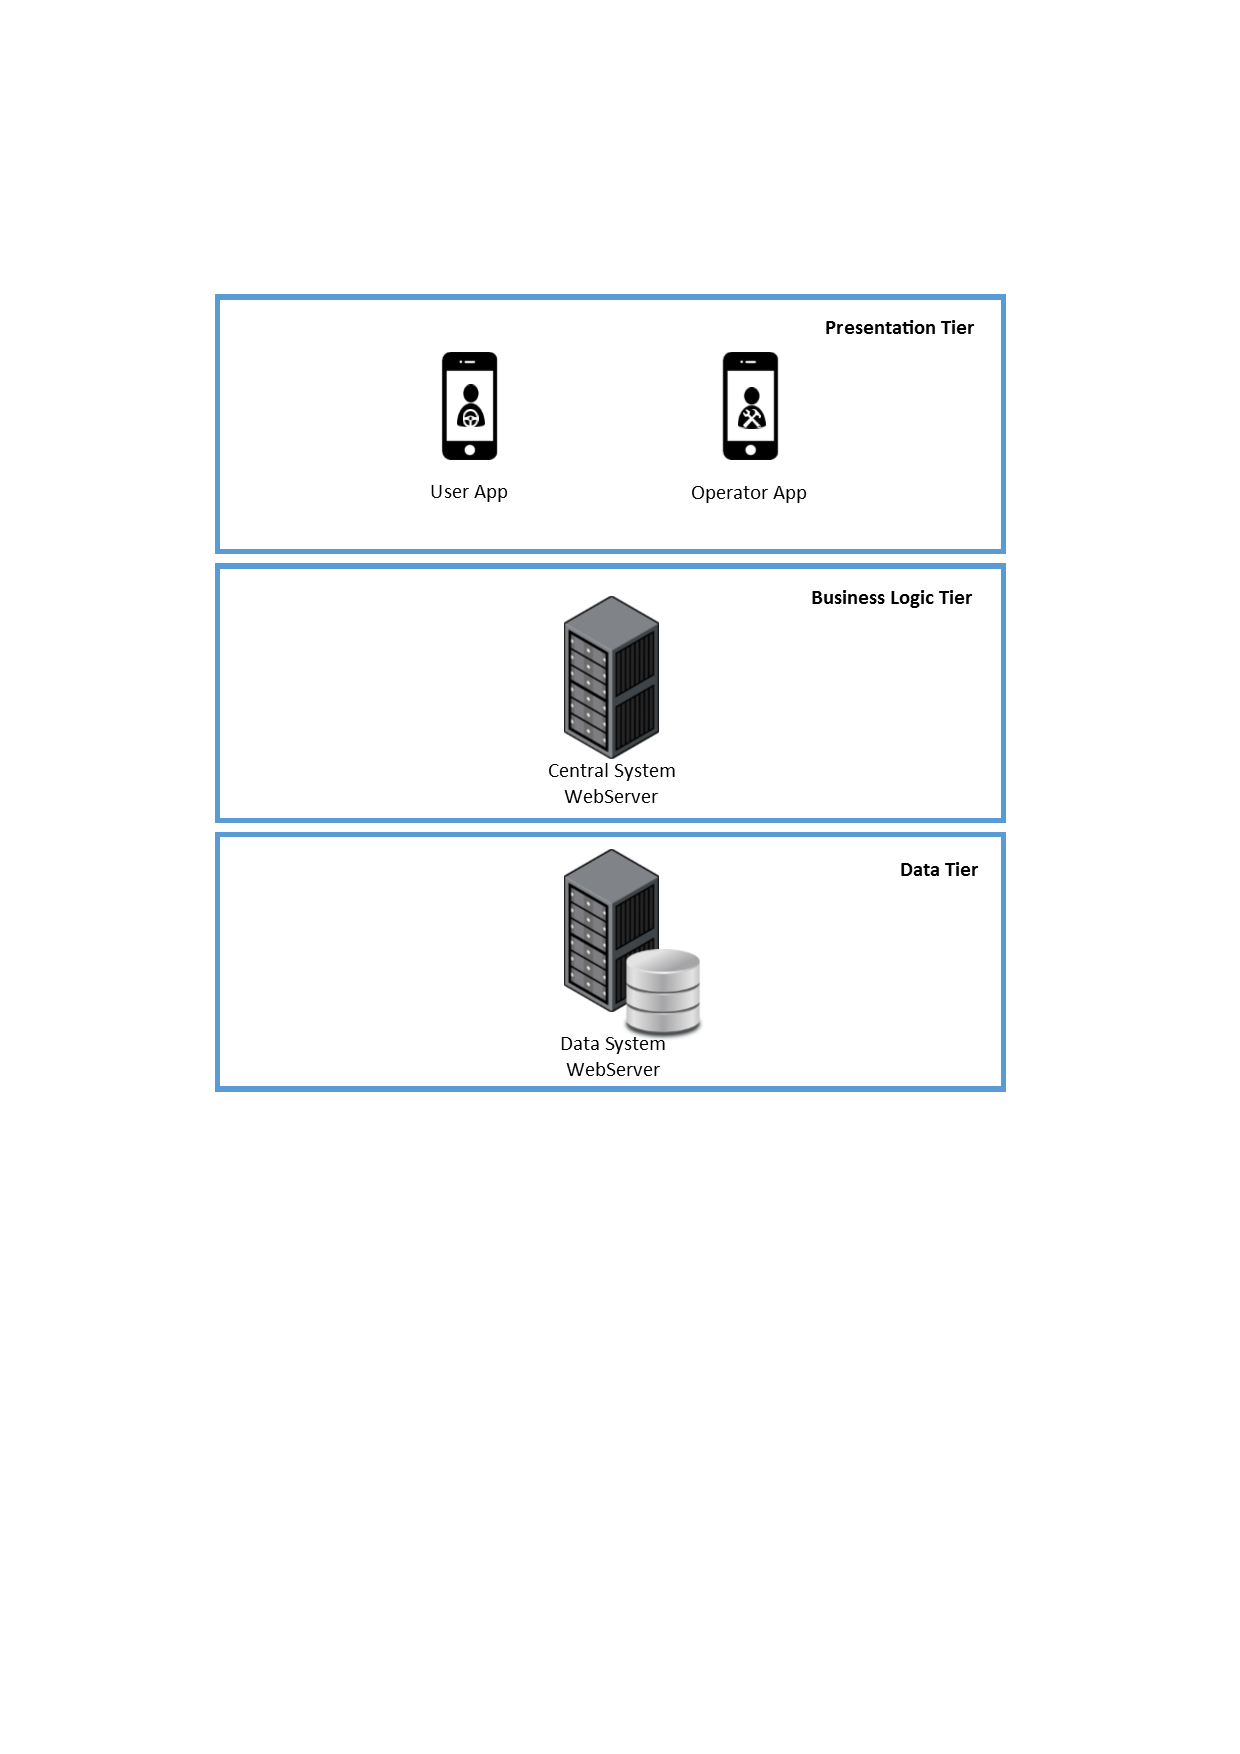 Presentation Tier
User App
Operator App
Business Logic Tier
Central System
WebServer
Data Tier
Data System
WebServer